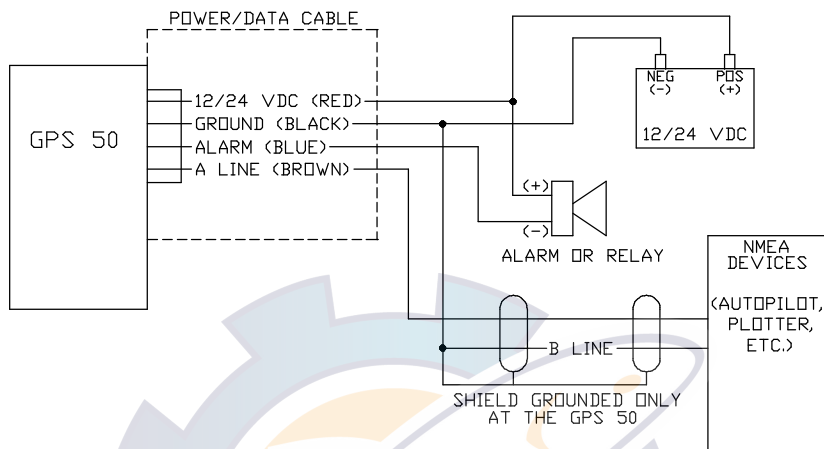 POWER/DATA CABLE
GPS 50
12/24 VDC (RED)
GROUND (BLACK)
ALARM (BLUE)
A LINE (BROWN)
NEG
(-)
POS
(+)
12/24 VDC
(+)
(-)
ALARM OR RELAY
NMEA
DEVICES
(AUTOPILOT,
PLOTTER,
ETC.)
B LINE
SHIELD GROUNDED ONLY
AT THE GPS 50